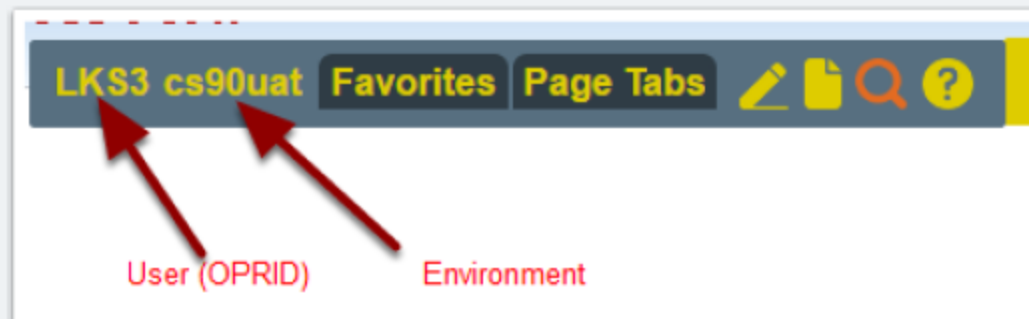 LKS3 cs90uat Favorites Page Tabs ?
User (OPRID) Environment